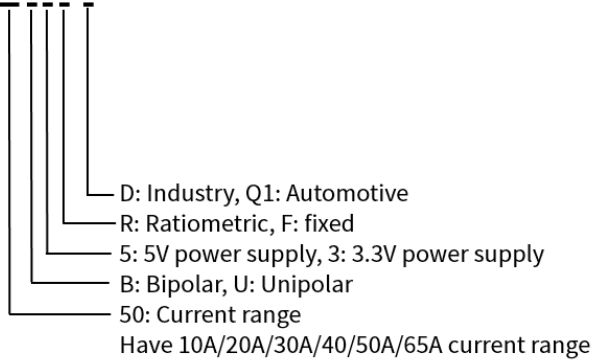 D: Industry, Q1: Automotive
R: Ratiometric, F: fixed
5: 5V power supply, 3: 3.3V power supply
B: Bipolar, U: Unipolar
50: Current range
Have 10A/20A/30A/40/50A/65A current range